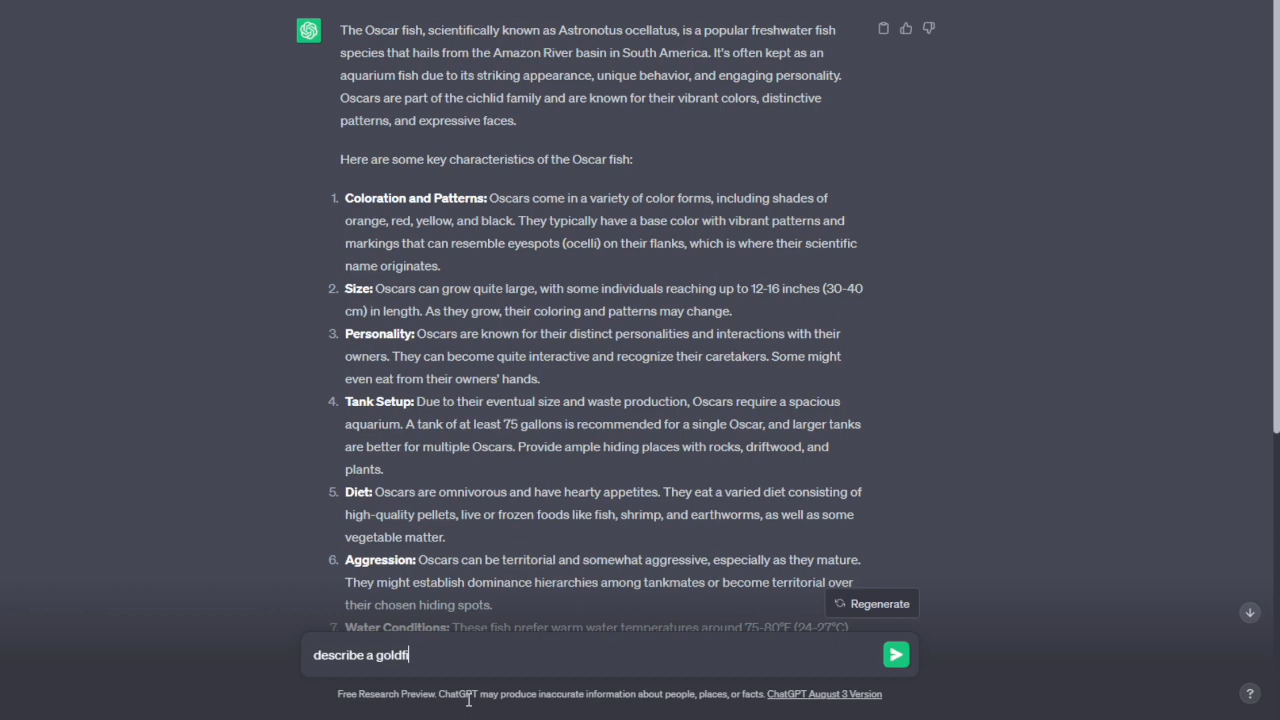 The Oscar fish, scientifically known as Astronotus ocellatus, is a popular freshwater fish
species that hails from the Amazon River basin in South America. It's often kept as an
aquarium fish due to its striking appearance, unique behavior, and engaging personality.
Oscars are part of the cichlid family and are known for their vibrant colors, distinctive
patterns, and expressive faces.
Here are some key characteristics of the Oscar fish:
1. Coloration and Patterns: Oscars come in a variety of color forms, including shades of
orange, red, yellow, and black. They typically have a base color with vibrant patterns and
markings that can resemble eyespots (ocelli) on their flanks, which is where their scientific
name originates.
2. Size: Oscars can grow quite large, with some individuals reaching up to 12-16 inches (30-40
cm) in length. As they grow, their coloring and patterns may change.
3. Personality: Oscars are known for their distinct personalities and interactions with their
owners. They can become quite interactive and recognize their caretakers. Some might
even eat from their owners' hands.
4. Tank Setup: Due to their eventual size and waste production, Oscars require a spacious
aquarium. A tank of at least 75 gallons is recommended for a single Oscar, and larger tanks
are better for multiple Oscars. Provide ample hiding places with rocks, driftwood, and
plants.
5. Diet: Oscars are omnivorous and have hearty appetites. They eat a varied diet consisting of
high-quality pellets, live or frozen foods like fish, shrimp, and earthworms, as well as some
vegetable matter.
6. Aggression: Oscars can be territorial and somewhat aggressive, especially as they mature.
They might establish dominance hierarchies among tankmates or become territorial over
their chosen hiding spots.
Regenerate
7. Water Conditions: These fish prefer warm water temperatures around 75-80°F (24-27°C)
describe a goldfi
Free Research Preview. ChatGPT may produce inaccurate information about people, places, or facts. ChatGPT August 3 Version
?